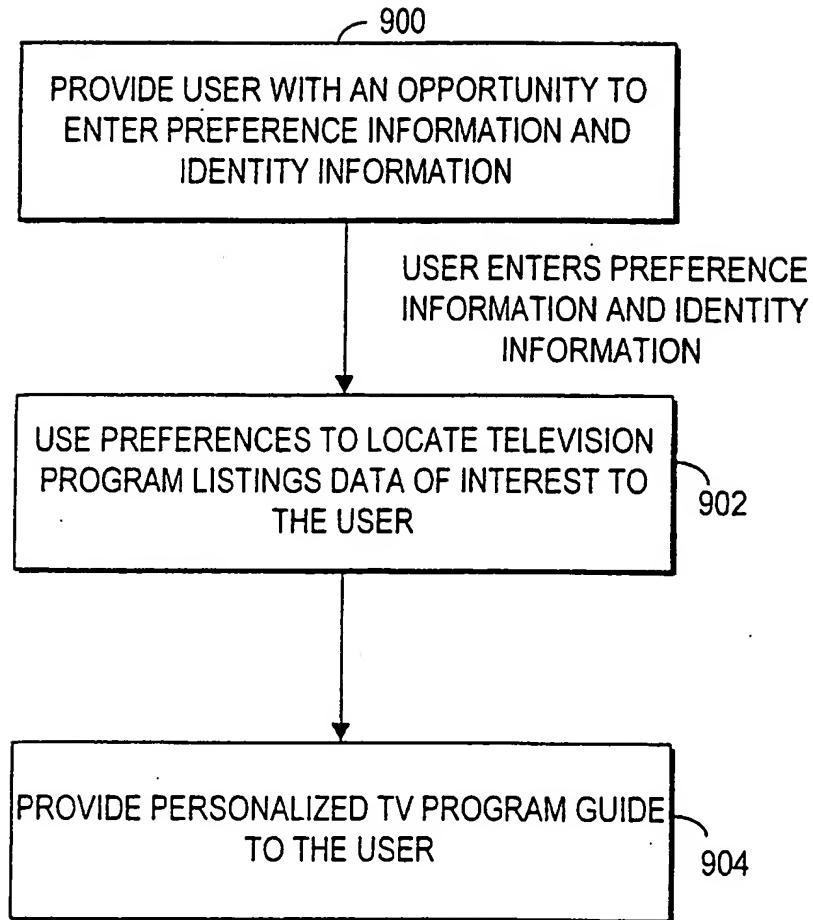 900
PROVIDE USER WITH AN OPPORTUNITY TO
ENTER PREFERENCE INFORMATION AND
IDENTITY INFORMATION
USER ENTERS PREFERENCE
INFORMATION AND IDENTITY
INFORMATION
USE PREFERENCES TO LOCATE TELEVISION
PROGRAM LISTINGS DATA OF INTEREST TO
THE USER
902
PROVIDE PERSONALIZED TV PROGRAM GUIDE
TO THE USER
904